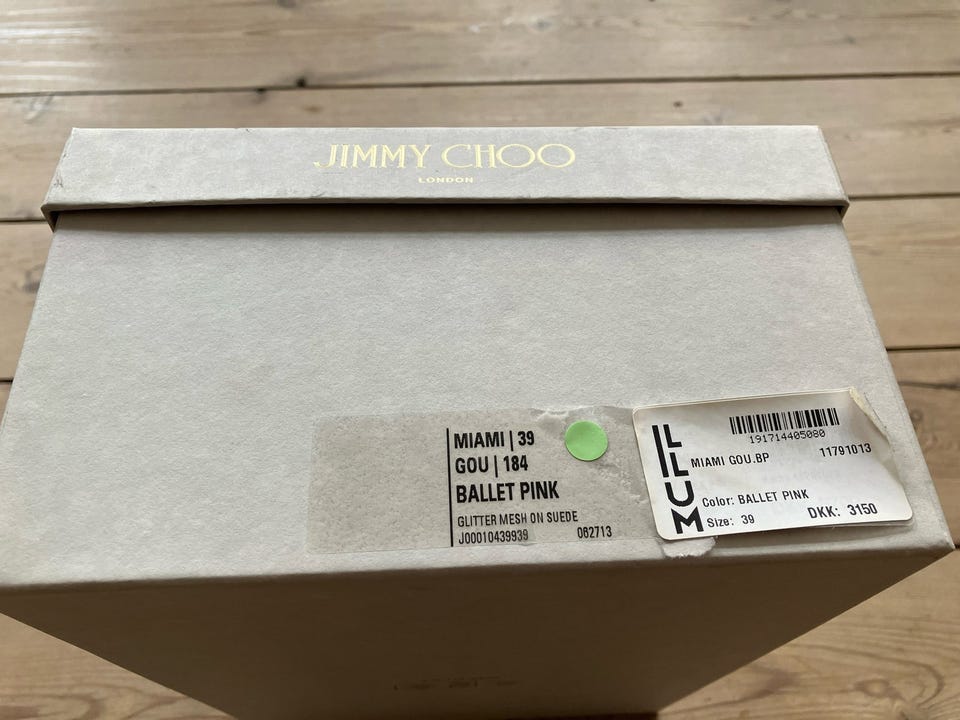 JIMMY CHOO
LONDON
MIAMI | 39
GOU | 184
BALLET PINK
GLITTER MESH ON SUEDE
J00010439939 062713
ILLUM
191714405080
MIAMI GOU.BP 11791013
Color: BALLET PINK
Size: 39 DKK: 3150